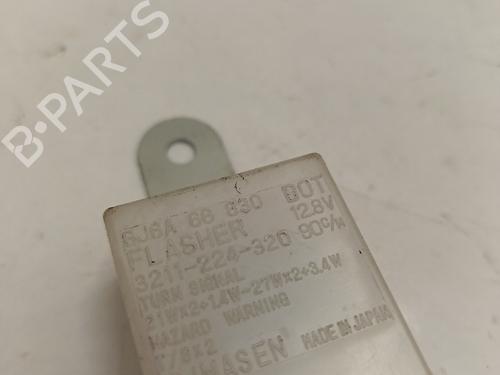 B-PARTS
GJ6A 66 830 DOT
FLASHER 12.8V
3211-224-320 90c/m
TURN SIGNAL
21W×2+1.4W-27W×2+3.4W
HAZARD WARNING
MADE IN JAPAN